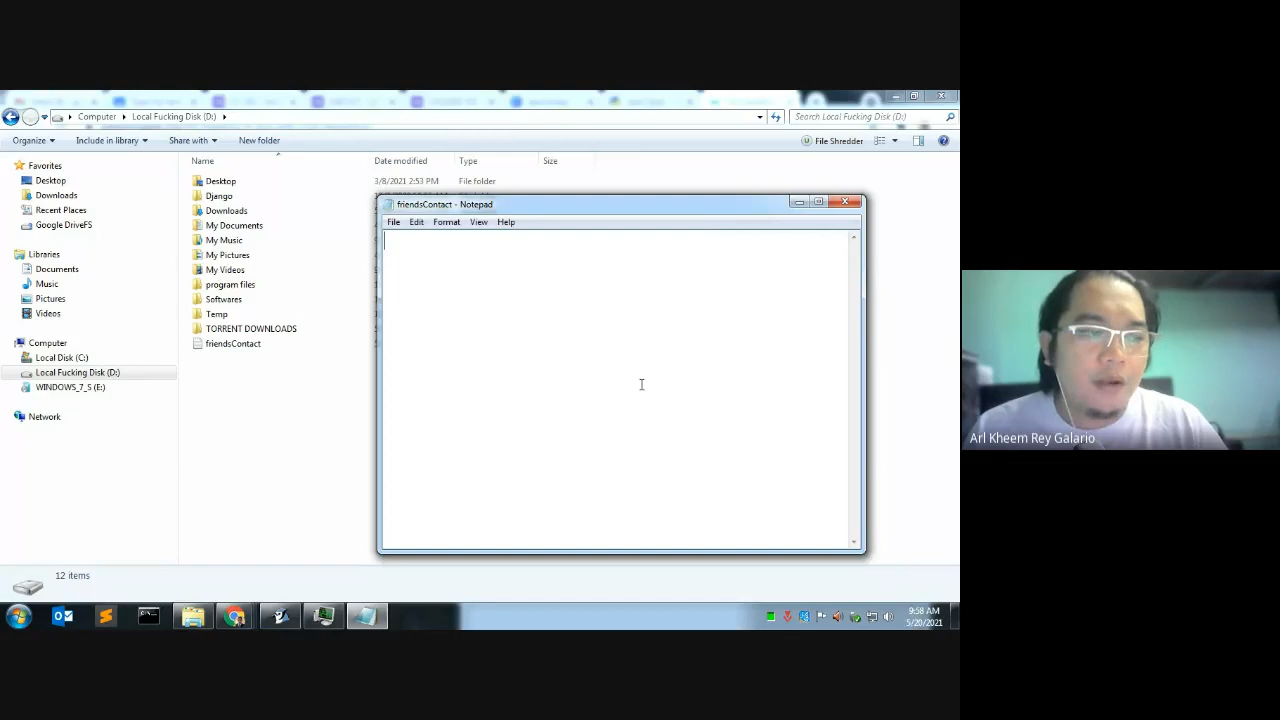 Computer
Local Fucking Disk (D:)
Search Local Fucking Disk (D:)
Organize
Include in library
Share with
New folder
File Shredder
Favorites
Desktop
Downloads
Recent Places
Google DriveFS
Libraries
Documents
Music
Pictures
Videos
Computer
Local Disk (C:)
Local Fucking Disk (D:)
WINDOWS_7_S (E:)
Network
Name
Date modified
Type
Size
Desktop
3/8/2021 2:53 PM
File folder
Django
Downloads
My Documents
My Music
My Pictures
My Videos
program files
Softwares
Temp
TORRENT DOWNLOADS
friendsContact
friendsContact - Notepad
File Edit Format View Help
12 items
9:58 AM
5/20/2021
Arl Kheem Rey Galario